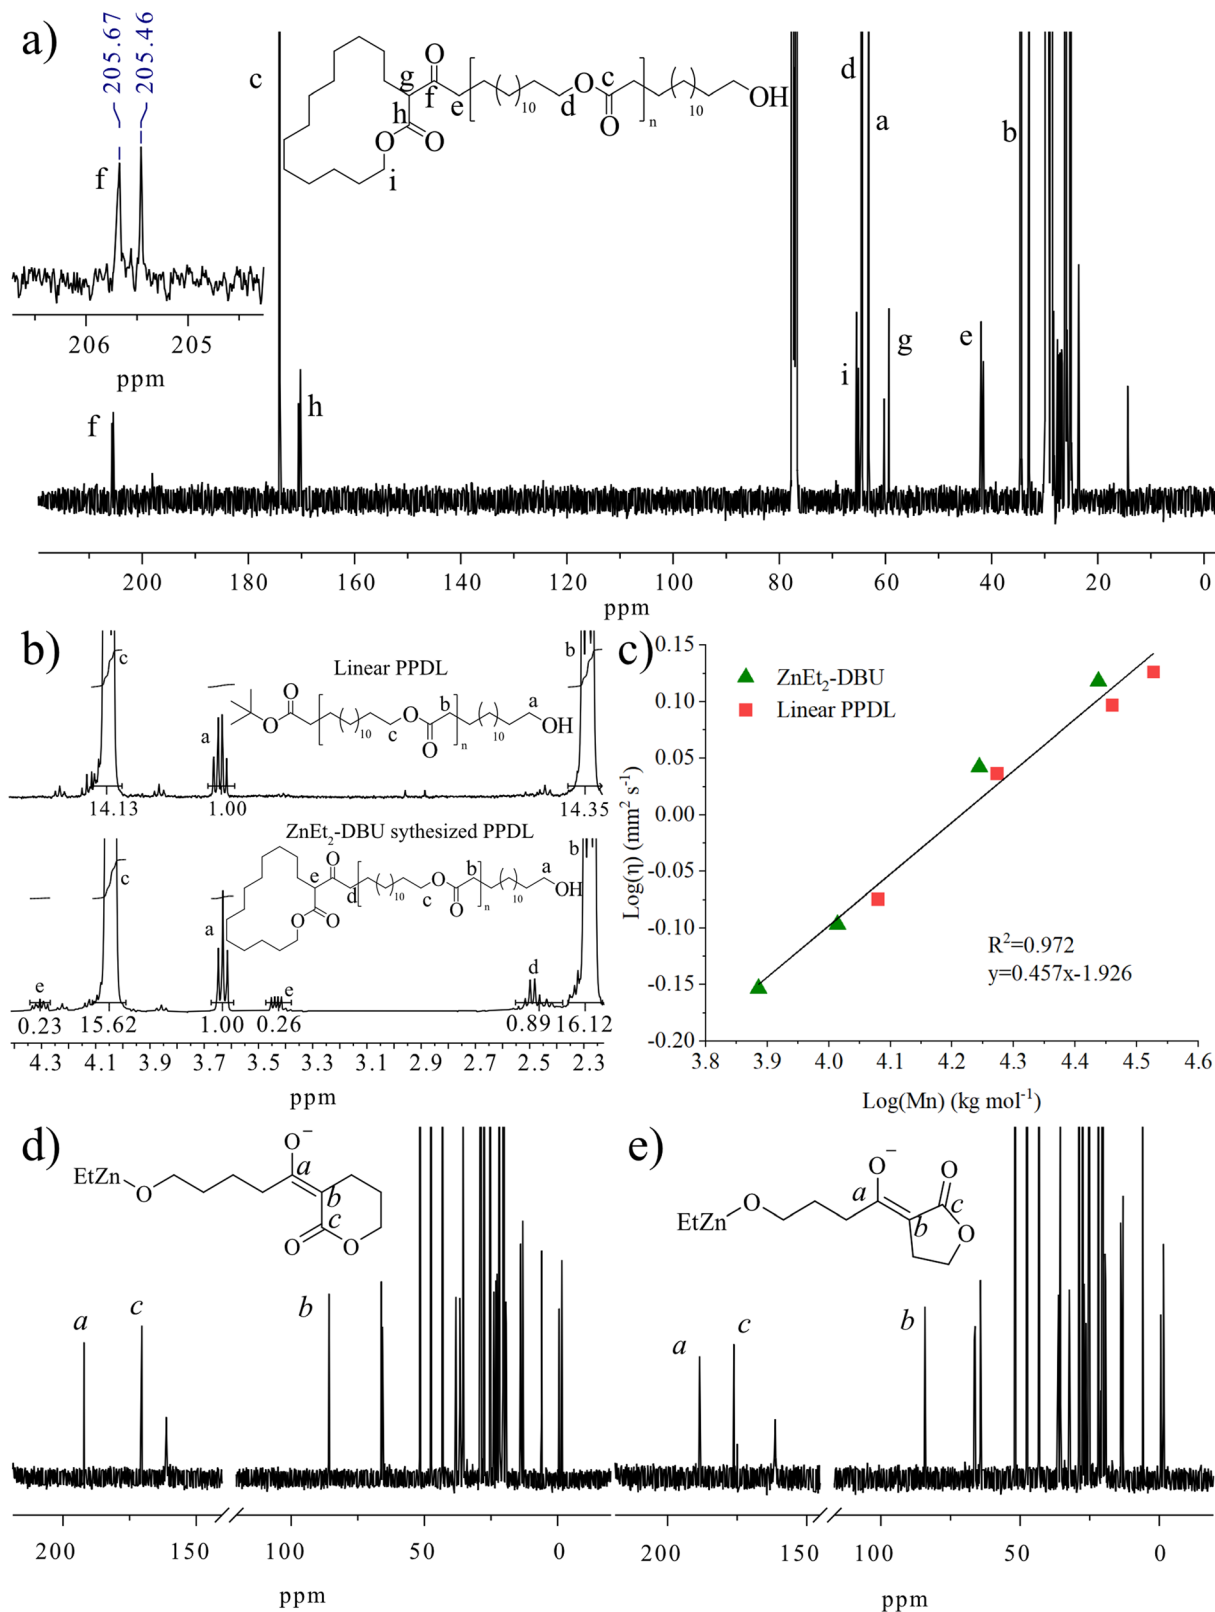 a)
205.67
205.46
f
206
205
ppm
c
O
g
f
e
10
O
d
c
O
n
10
OH
h
O
O
i
d
a
b
f
h
i
g
e
200
180
160
140
120
100
80
60
40
20
0
ppm
b)
c
b
Linear PPDL
O
O
10
c
O
b
O
n
10
a
OH
a
14.13
1.00
14.35
ZnEt2-DBU sythesized PPDL
c
b
e
O
d
10
c
O
b
O
n
10
a
OH
O
O
a
e
e
d
0.23
15.62
1.00
0.26
0.89
16.12
4.3
4.1
3.9
3.7
3.5
3.3
3.1
2.9
2.7
2.5
2.3
ppm
c)
0.15
0.10
0.05
0.00
-0.05
-0.10
-0.15
-0.20
Log(η) (mm² s⁻¹)
ZnEt2-DBU
Linear PPDL
R²=0.972
y=0.457x-1.926
3.8
3.9
4.0
4.1
4.2
4.3
4.4
4.5
4.6
Log(Mn) (kg mol⁻¹)
d)
EtZn
O
O⁻
a
b
c
O
O
a
c
b
200
150
100
50
0
ppm
e)
EtZn
O
O⁻
a
b
O
c
O
a
c
b
200
150
100
50
0
ppm